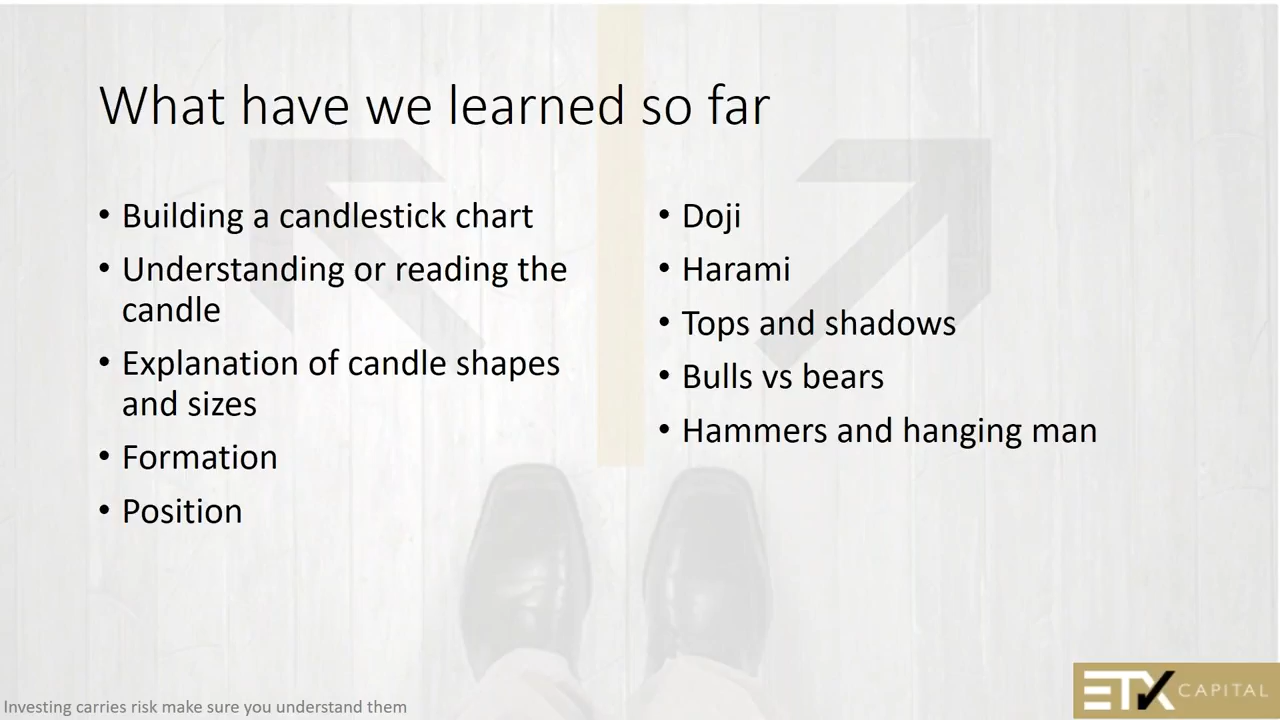 What have we learned so far
• Building a candlestick chart
• Understanding or reading the
candle
• Explanation of candle shapes
and sizes
• Formation
• Position
• Doji
• Harami
• Tops and shadows
• Bulls vs bears
• Hammers and hanging man
Investing carries risk make sure you understand them
ETX CAPITAL